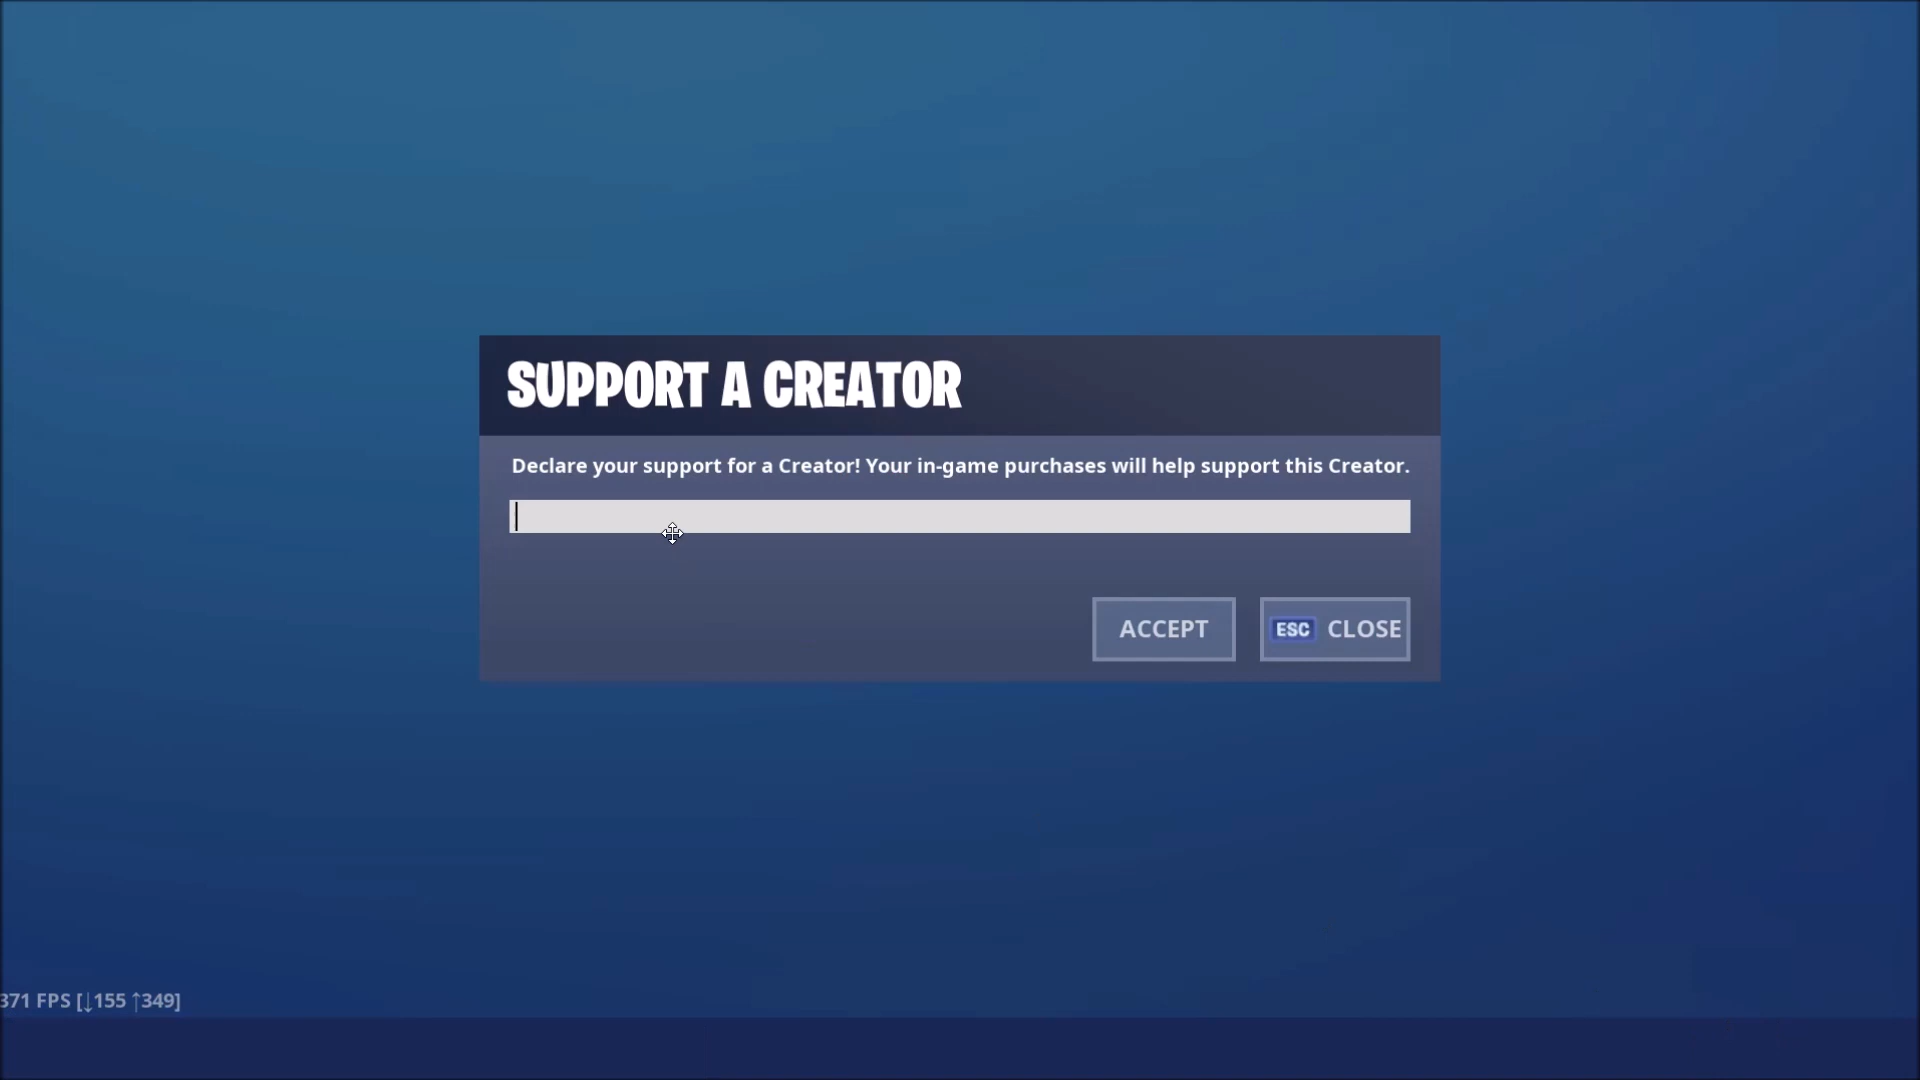 SUPPORT A CREATOR
Declare your support for a Creator! Your in-game purchases will help support this Creator.
ACCEPT
ESC CLOSE
371 FPS [↓155 ↑349]